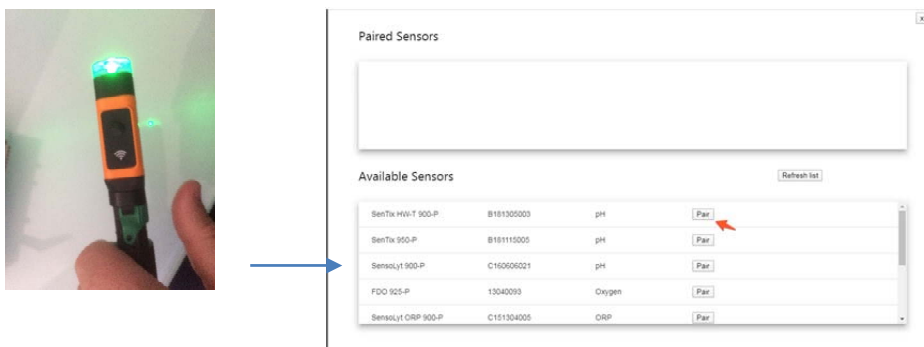 x
Paired Sensors
Available Sensors Refresh list
SenTix HW-T 900-P B181305003 pH Pair
SenTix 950-P B181115005 pH Pair
SensoLyt 900-P C160606021 pH Pair
FDO 925-P 13040093 Oxygen Pair
SensoLyt ORP 900-P C151304005 ORP Pair